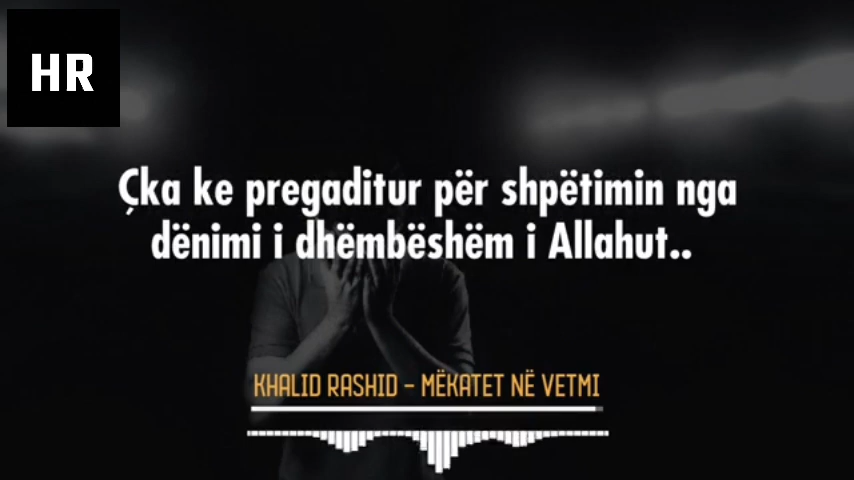 HR
Çka ke pregaditur për shpëtimin nga
dënimi i dhëmbëshëm i Allahut..
KHALID RASHID - MËKATET NË VETMI